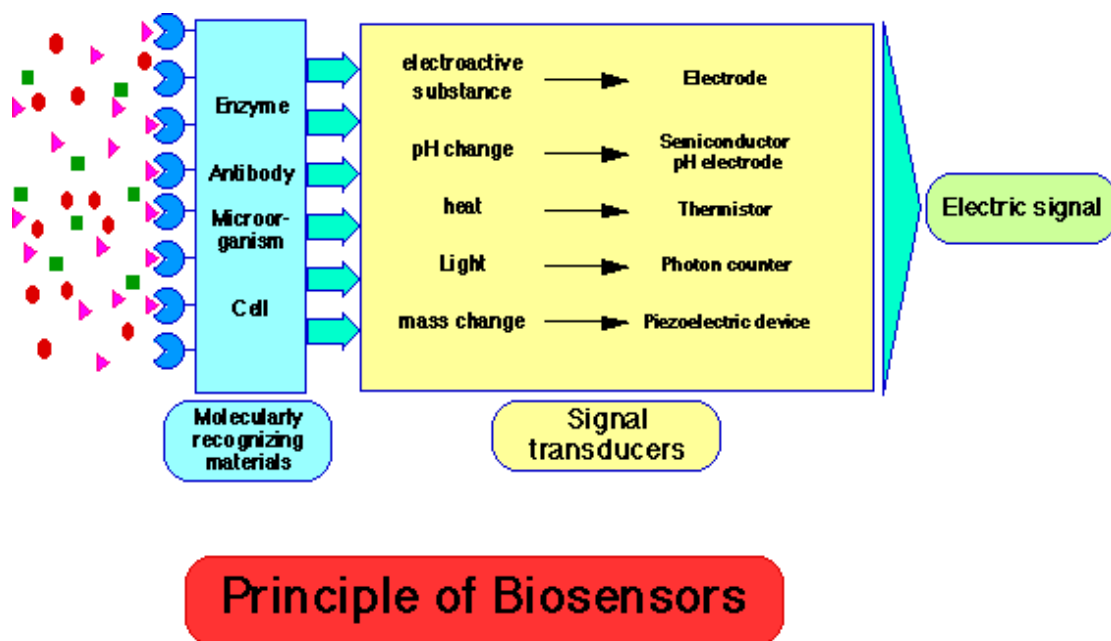 Enzyme
Antibody
Microor-
ganism
Cell
Molecularly
recognizing
materials
electroactive
substance
Electrode
pH change
Semiconductor
pH electrode
heat
Thermistor
Light
Photon counter
mass change
Piezoelectric device
Signal
transducers
Electric signal
Principle of Biosensors